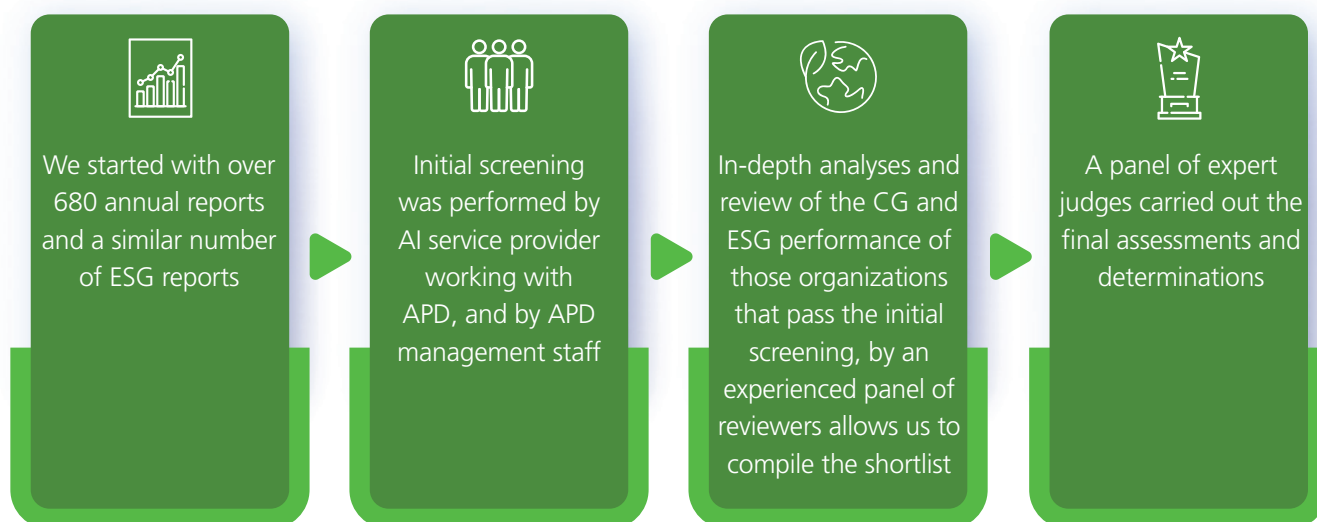 We started with over
680 annual reports
and a similar number
of ESG reports
Initial screening
was performed by
AI service provider
working with
APD, and by APD
management staff
In-depth analyses and
review of the CG and
ESG performance of
those organizations
that pass the initial
screening, by an
experienced panel of
reviewers allows us to
compile the shortlist
A panel of expert
judges carried out the
final assessments and
determinations